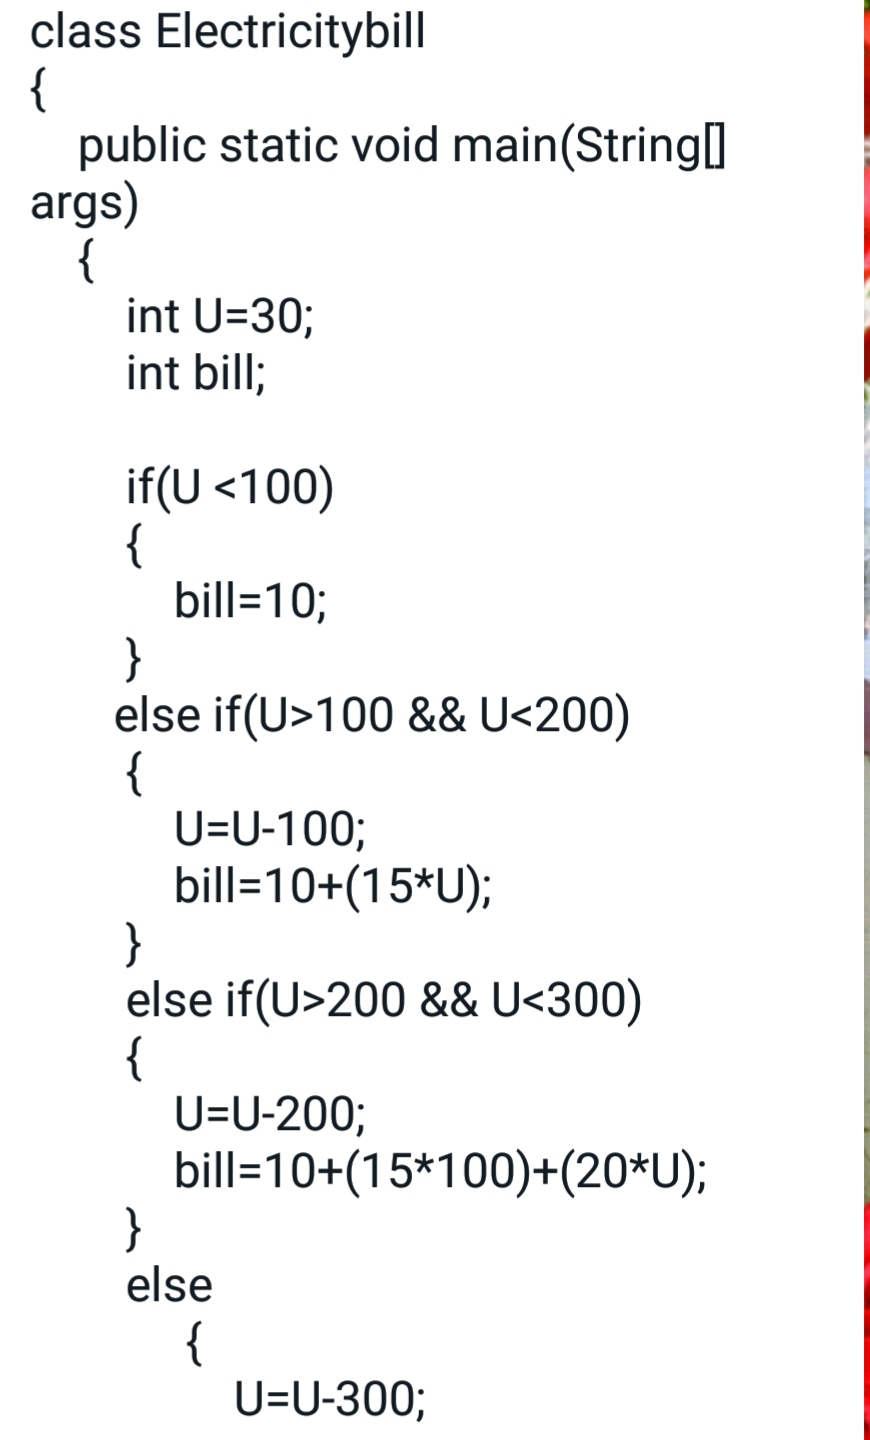 class Electricitybill
{
public static void main(String[]
args)
{
int U=30;
int bill;
if(U <100)
{
bill=10;
}
else if(U>100 && U<200)
{
U=U-100;
bill=10+(15*U);
}
else if(U>200 && U<300)
{
U=U-200;
bill=10+(15*100)+(20*U);
}
else
{
U=U-300;